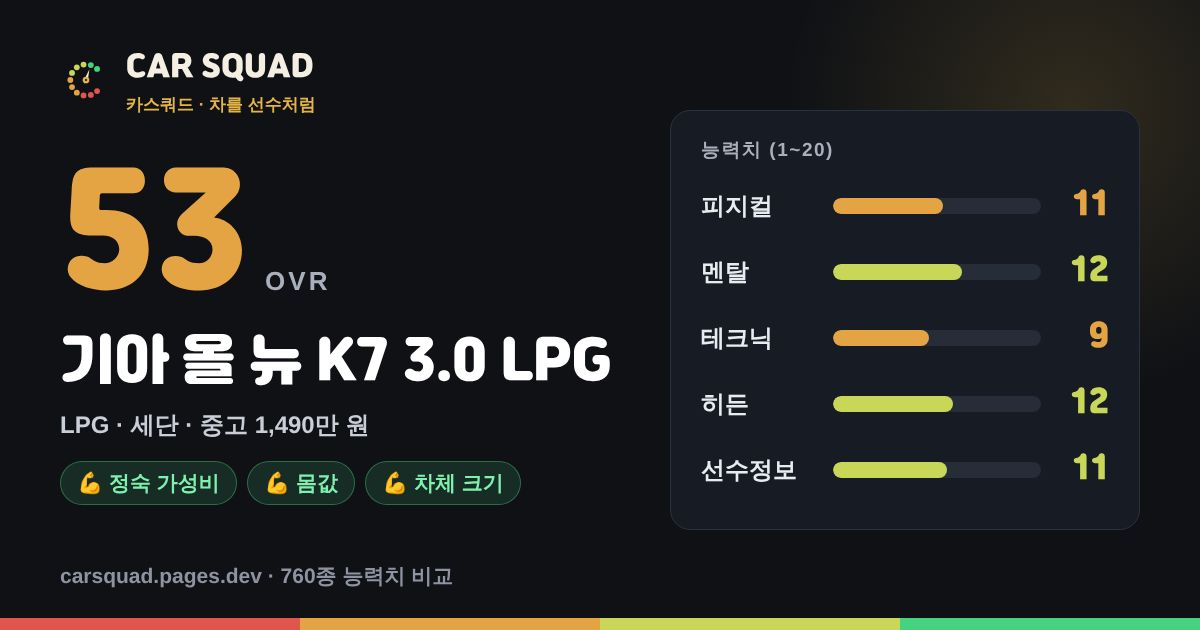 CAR SQUAD
카스쿼드 · 차를 선수처럼
53 OVR
기아 올 뉴 K7 3.0 LPG
LPG · 세단 · 중고 1,490만 원
💪 정숙 가성비 💪 몸값 💪 차체 크기
carsquad.pages.dev · 760종 능력치 비교
능력치 (1~20)
피지컬 11
멘탈 12
테크닉 9
히든 12
선수정보 11